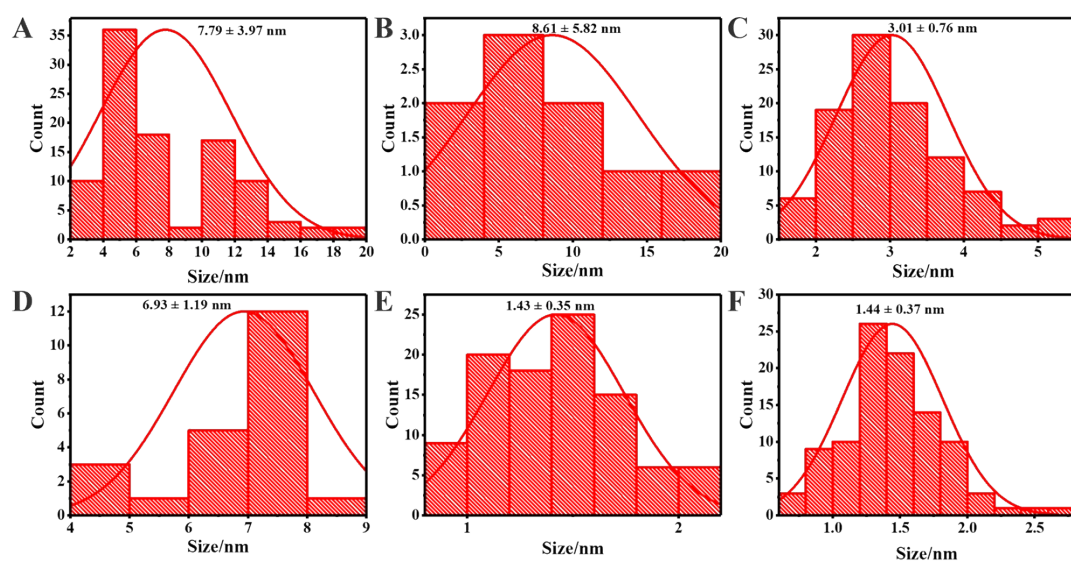 A
7.79 ± 3.97 nm
Count
35
30
25
20
15
10
5
0
2 4 6 8 10 12 14 16 18 20
Size/nm
B
8.61 ± 5.82 nm
Count
3.0
2.5
2.0
1.5
1.0
0.5
0.0
0 5 10 15 20
Size/nm
C
3.01 ± 0.76 nm
Count
30
20
10
0
2 3 4 5
Size/nm
D
6.93 ± 1.19 nm
Count
12
10
8
6
4
2
0
4 5 6 7 8 9
Size/nm
E
1.43 ± 0.35 nm
Count
25
20
15
10
5
0
1 2
Size/nm
F
1.44 ± 0.37 nm
Count
30
25
20
15
10
5
0
1.0 1.5 2.0 2.5
Size/nm